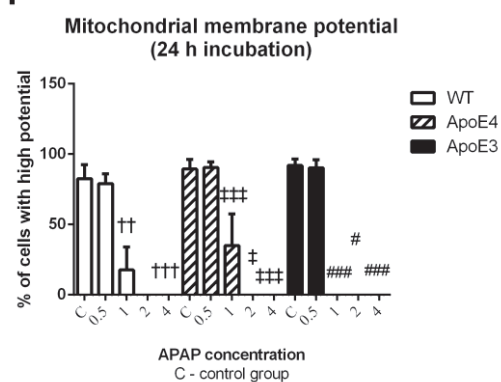 Mitochondrial membrane potential
(24 h incubation)
% of cells with high potential
150
100
50
0
††
†††
‡‡‡
‡
‡‡‡
###
#
###
C 0.5 1 2 4 C 0.5 1 2 4 C 0.5 1 2 4
APAP concentration
C - control group
WT
ApoE4
ApoE3